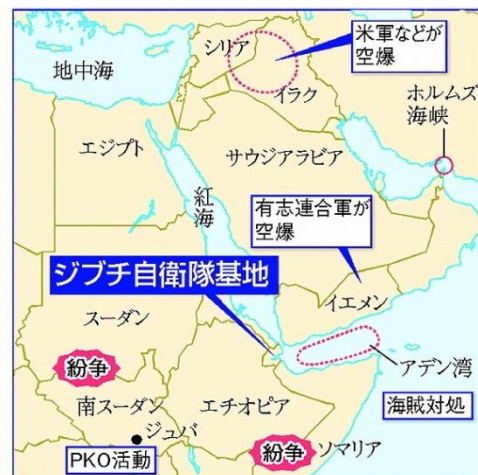 米軍などが
空爆
シリア
地中海
イラク
ホルムズ
海峡
エジプト
サウジアラビア
紅海
有志連合軍が
空爆
ジブチ自衛隊基地
イエメン
スーダン
アデン湾
紛争
海賊対処
南スーダン
エチオピア
ジュバ
紛争
ソマリア
PKO活動